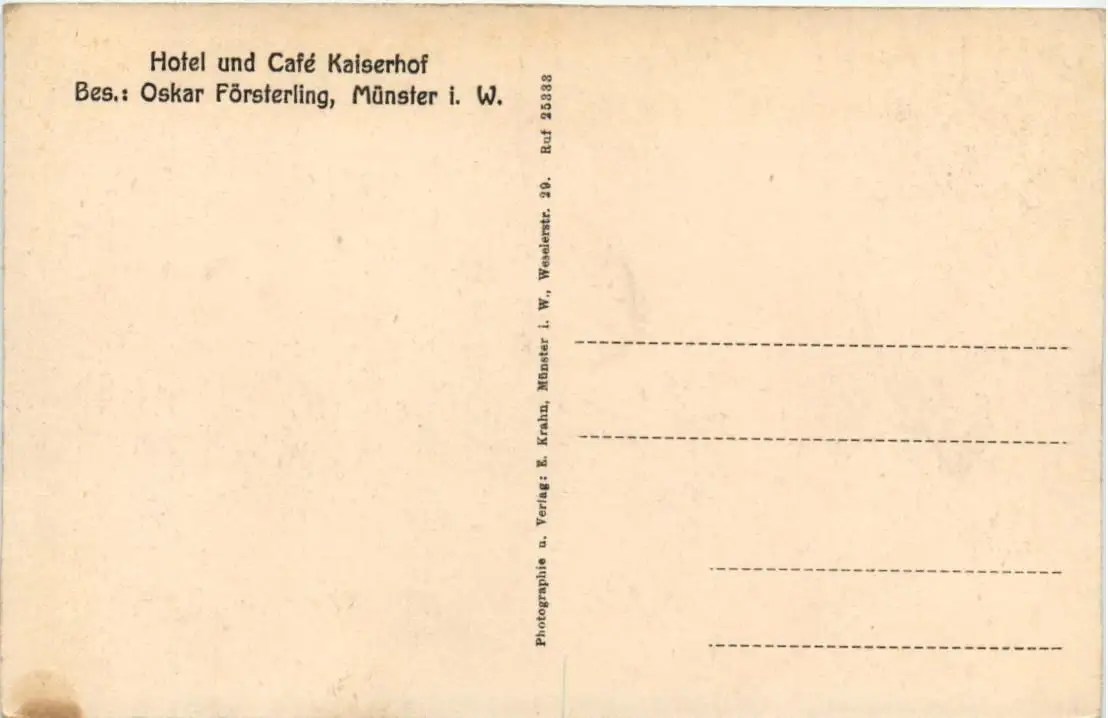 Hotel und Café Kaiserhof
Bes.: Oskar Försterling, Münster i. W.
Photographie u. Verlag: E. Krahn, Münster i. W., Weselerstr. 29. Ruf 25333